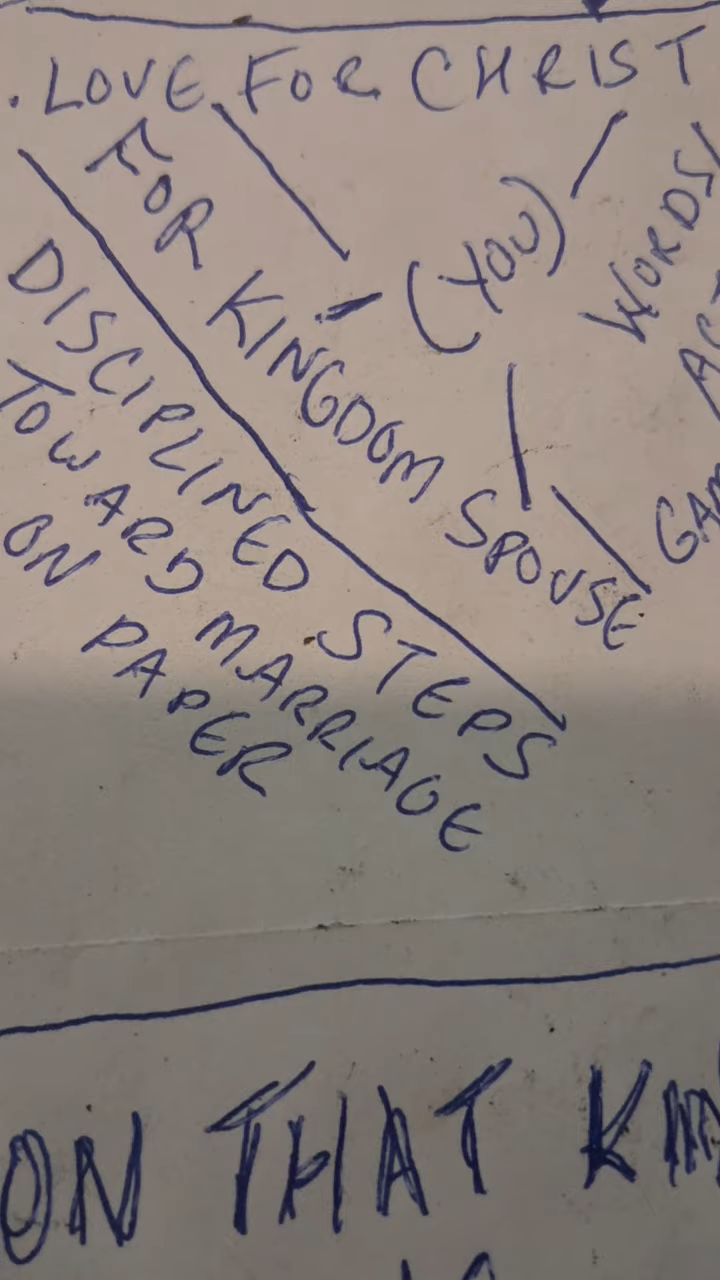 . LOVE FOR CHRIST
FOR KINGDOM SPOUSE
(YOU)
WORDS/
DISCIPLINED STEPS
TOWARD MARRIAGE
ON PAPER
ON THAT